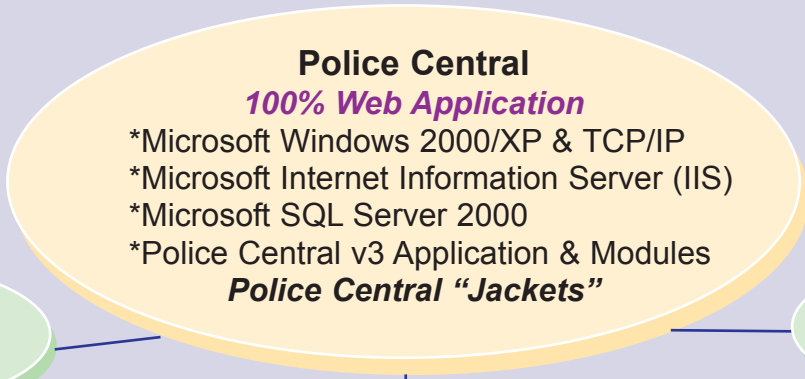 Police Central
100% Web Application
*Microsoft Windows 2000/XP & TCP/IP
*Microsoft Internet Information Server (IIS)
*Microsoft SQL Server 2000
*Police Central v3 Application & Modules
Police Central “Jackets”